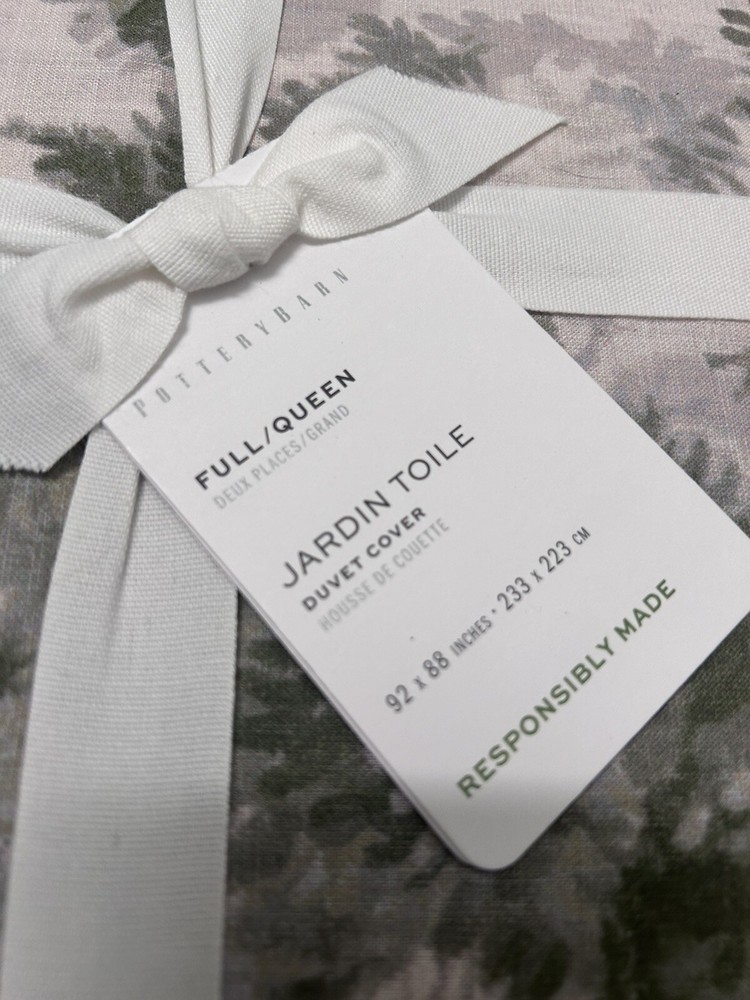 POTTERYBARN
FULL/QUEEN
DEUX PLACES/GRAND
JARDIN TOILE
DUVET COVER
HOUSSE DE COUETTE
92 x 88 INCHES • 233 x 223 CM
RESPONSIBLY MADE